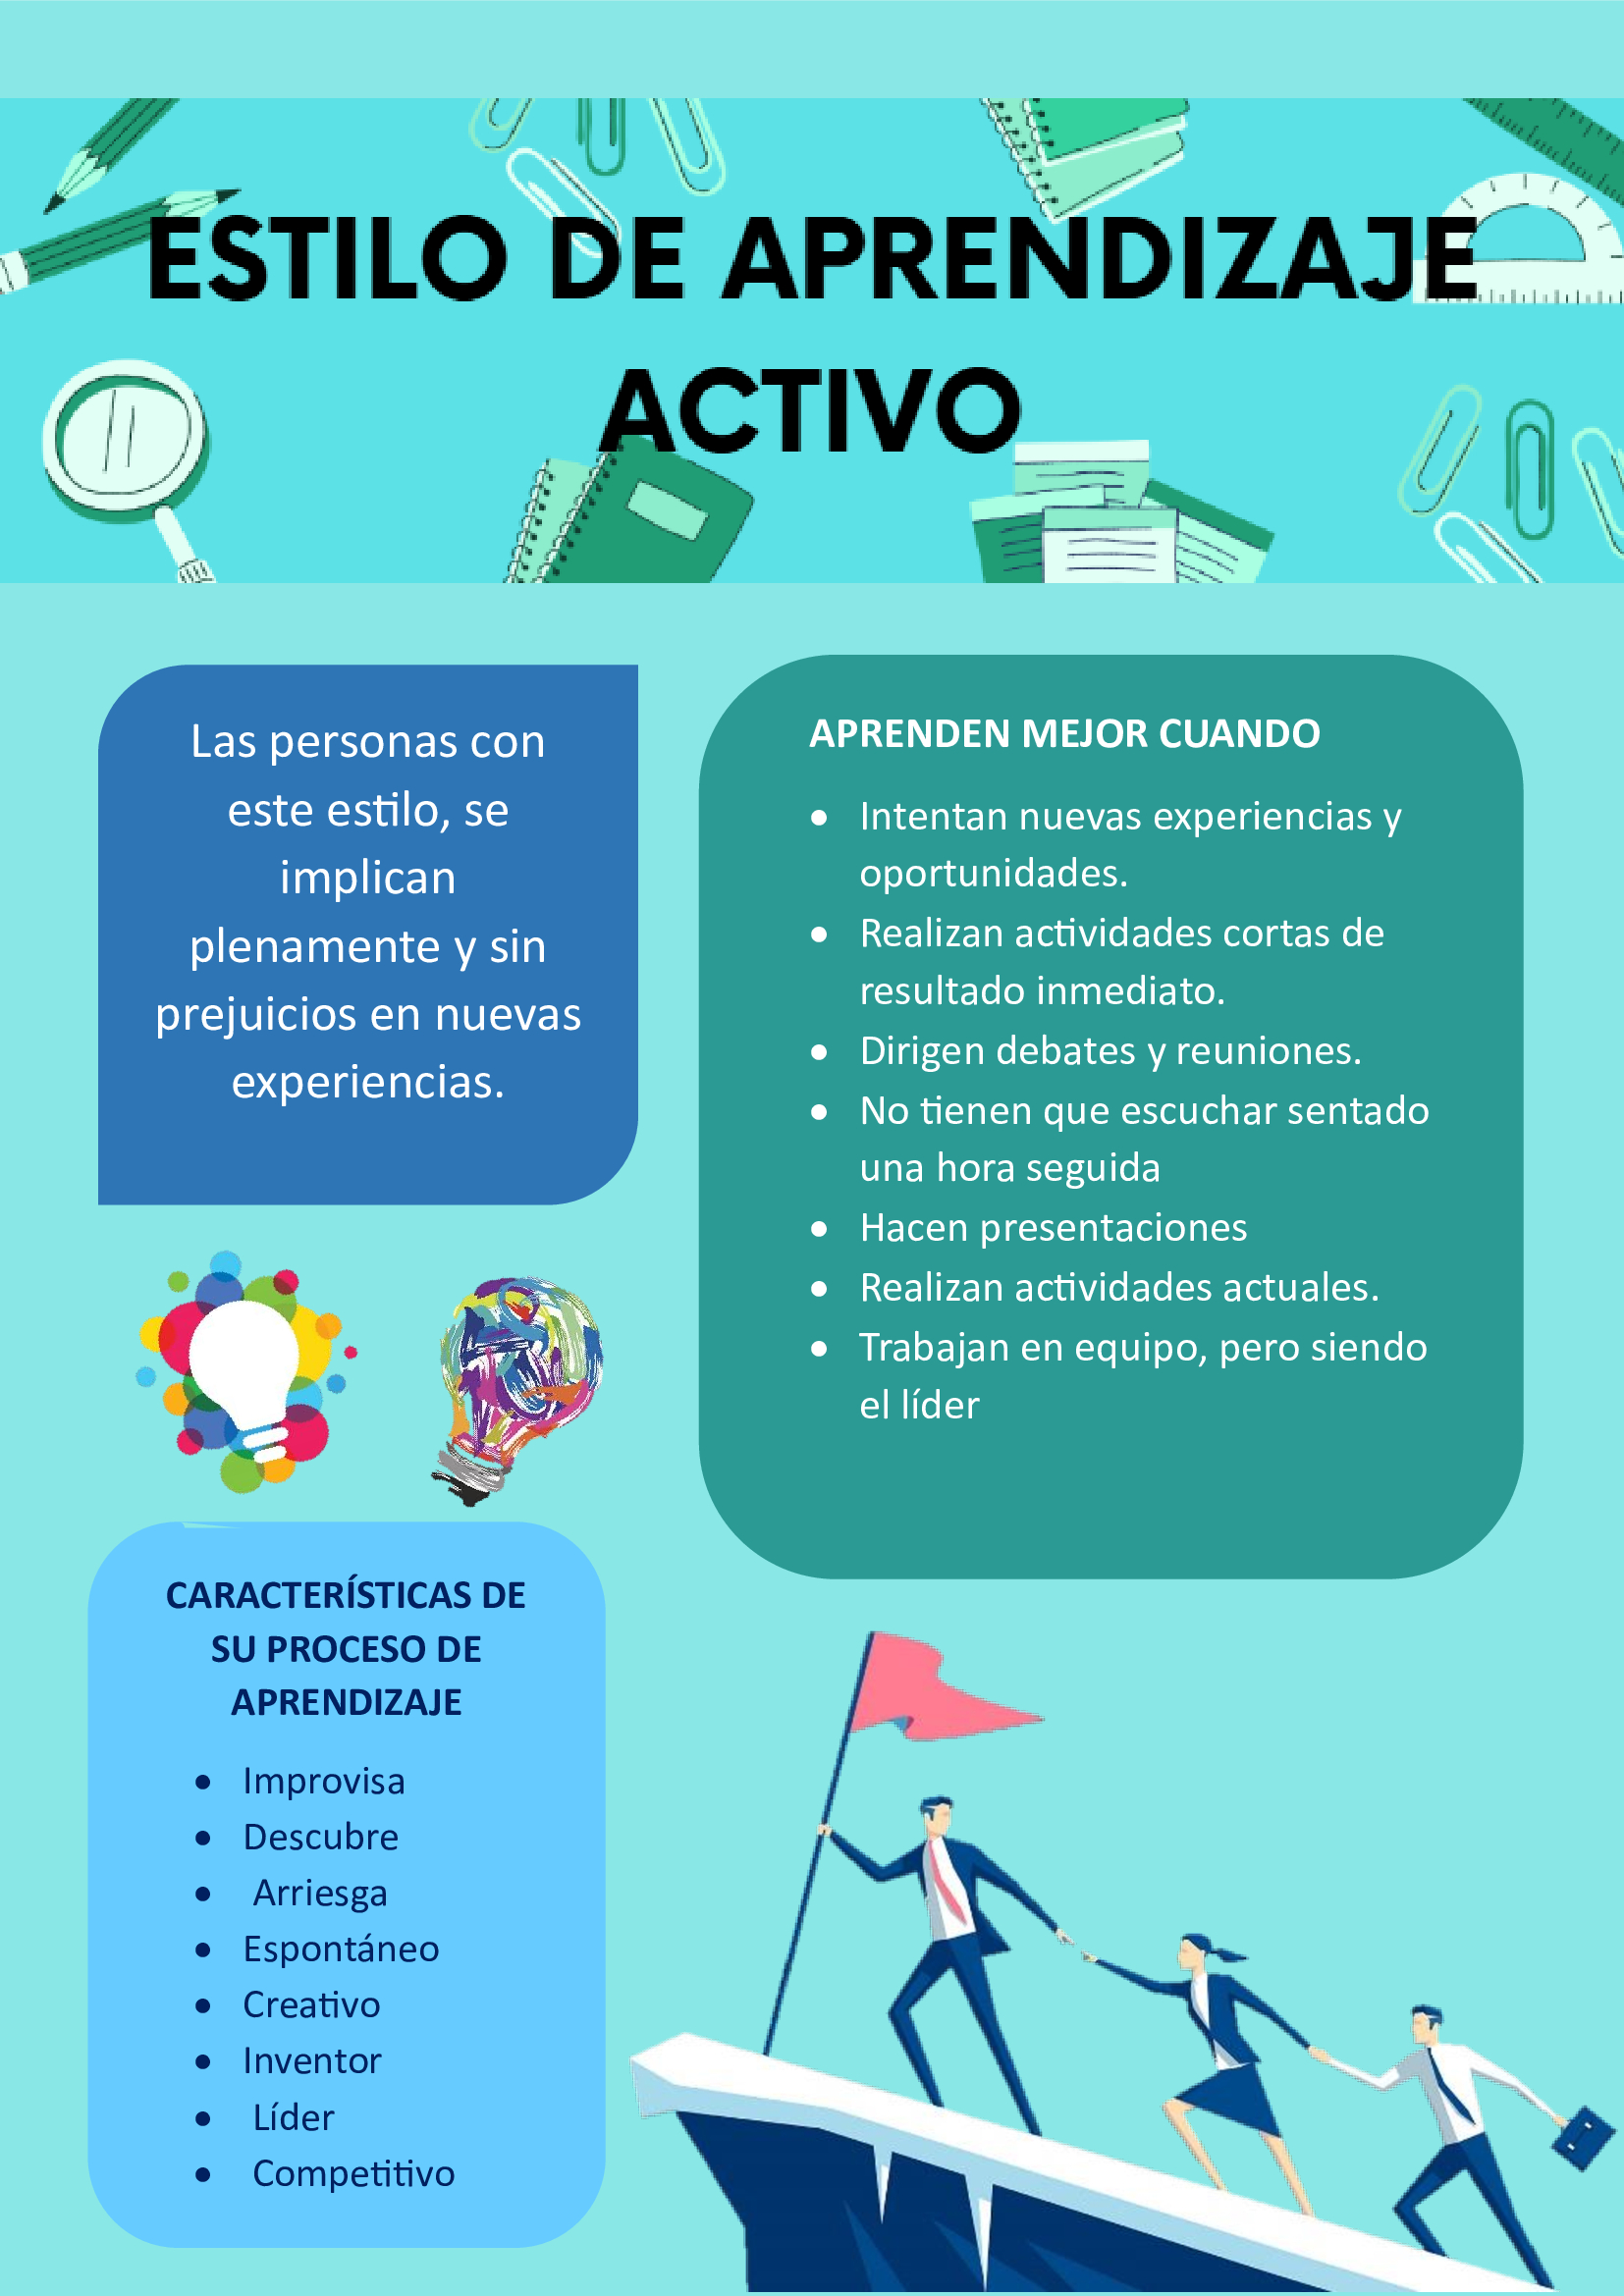 ESTILO DE APRENDIZAJE
ACTIVO
Las personas con
este estilo, se
implican
plenamente y sin
prejuicios en nuevas
experiencias.
APRENDEN MEJOR CUANDO
• Intentan nuevas experiencias y
oportunidades.
• Realizan actividades cortas de
resultado inmediato.
• Dirigen debates y reuniones.
• No tienen que escuchar sentado
una hora seguida
• Hacen presentaciones
• Realizan actividades actuales.
• Trabajan en equipo, pero siendo
el líder
CARACTERÍSTICAS DE
SU PROCESO DE
APRENDIZAJE
• Improvisa
• Descubre
• Arriesga
• Espontáneo
• Creativo
• Inventor
• Líder
• Competitivo